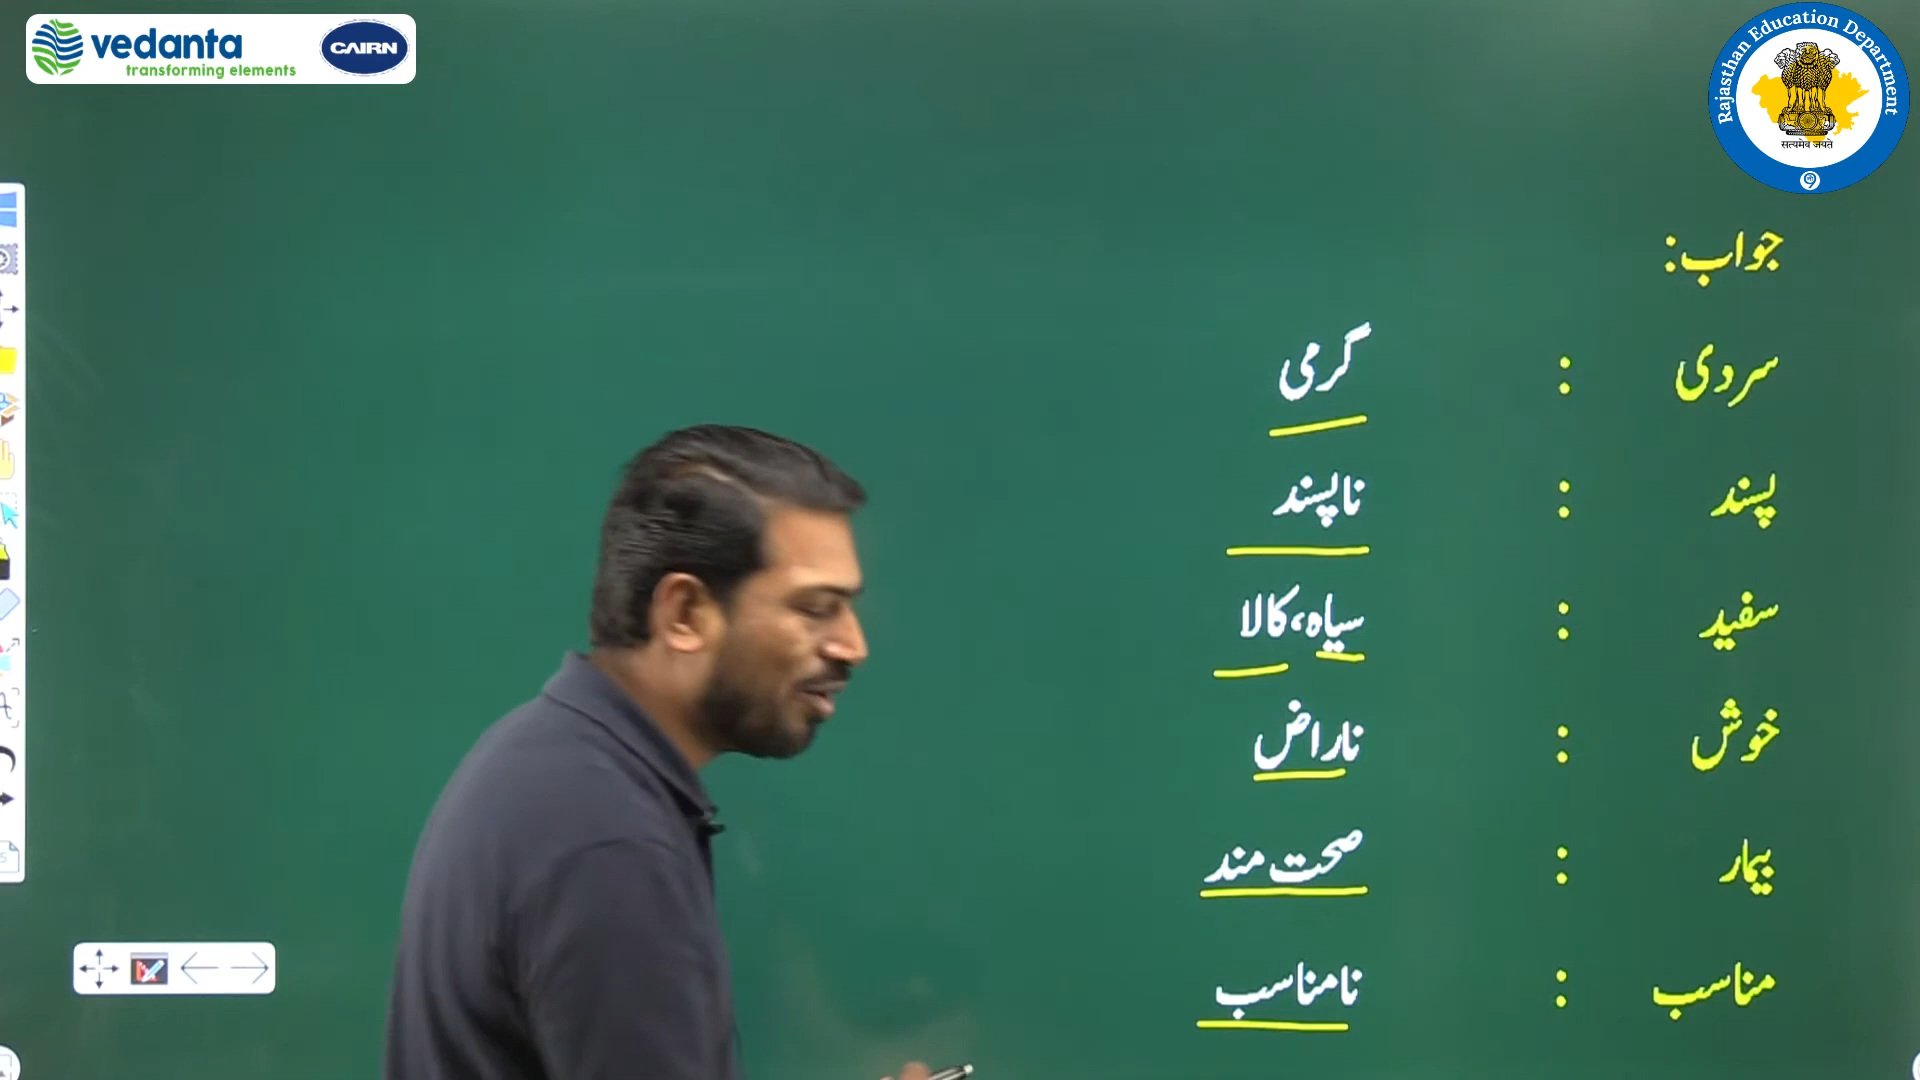 vedanta
transforming elements
CAIRN
Rajasthan Education Department
सत्यमेव जयते
جواب:
سردی : گرمی
پسند : ناپسند
سفید : سیاہ، کالا
خوش : ناراض
بیمار : صحت مند
مناسب : نامناسب